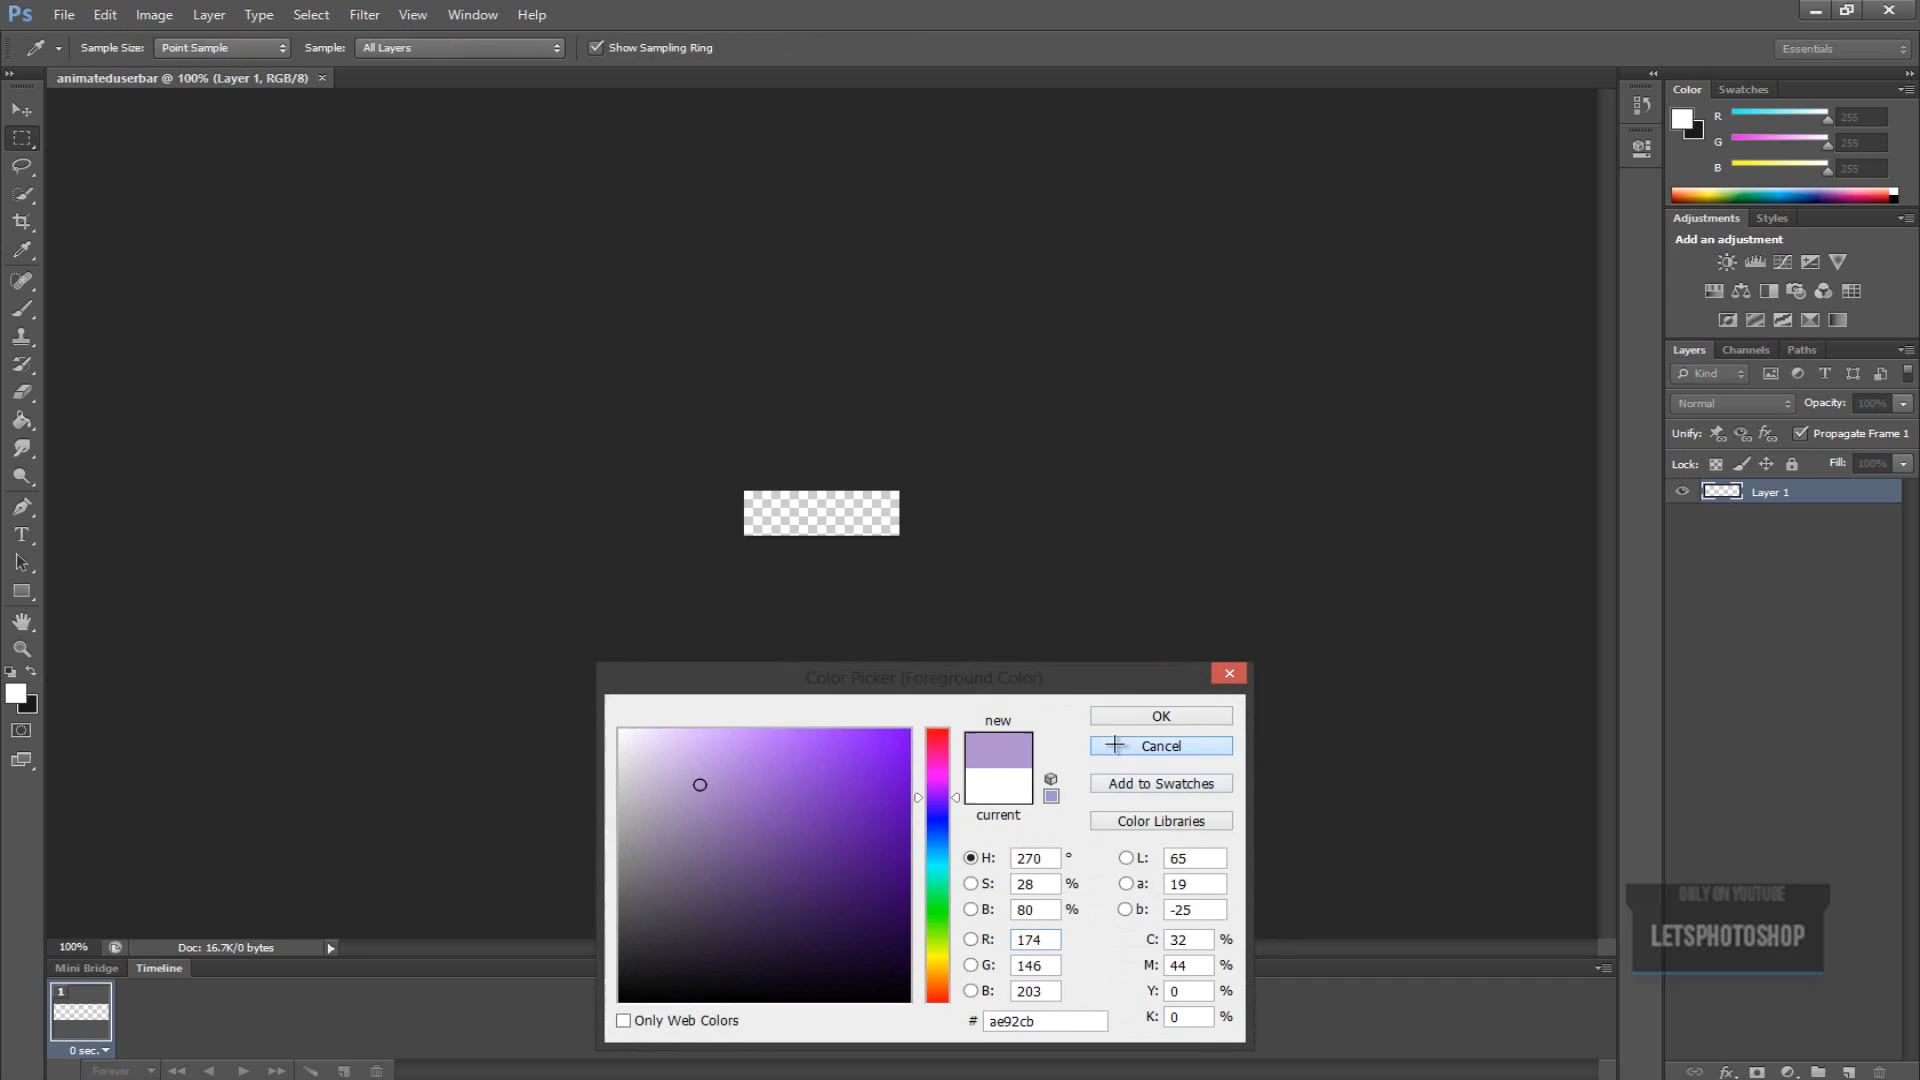 Ps File Edit Image Layer Type Select Filter View Window Help
Sample Size: Point Sample Sample: All Layers Show Sampling Ring Essentials
animateduserbar @ 100% (Layer 1, RGB/8) ×
Color Swatches
R 255
G 255
B 255
Adjustments Styles
Add an adjustment
Layers Channels Paths
Kind
Normal Opacity: 100%
Unify: Propagate Frame 1
Lock: Fill: 100%
Layer 1
Color Picker (Foreground Color)
new
current
OK
Cancel
Add to Swatches
Color Libraries
H: 270 ° L: 65
S: 28 % a: 19
B: 80 % b: -25
R: 174 C: 32 %
G: 146 M: 44 %
B: 203 Y: 0 %
# ae92cb K: 0 %
Only Web Colors
ONLY ON YOUTUBE
LETSPHOTOSHOP
100% Doc: 16.7K/0 bytes
Mini Bridge Timeline
1
0 sec.
Forever